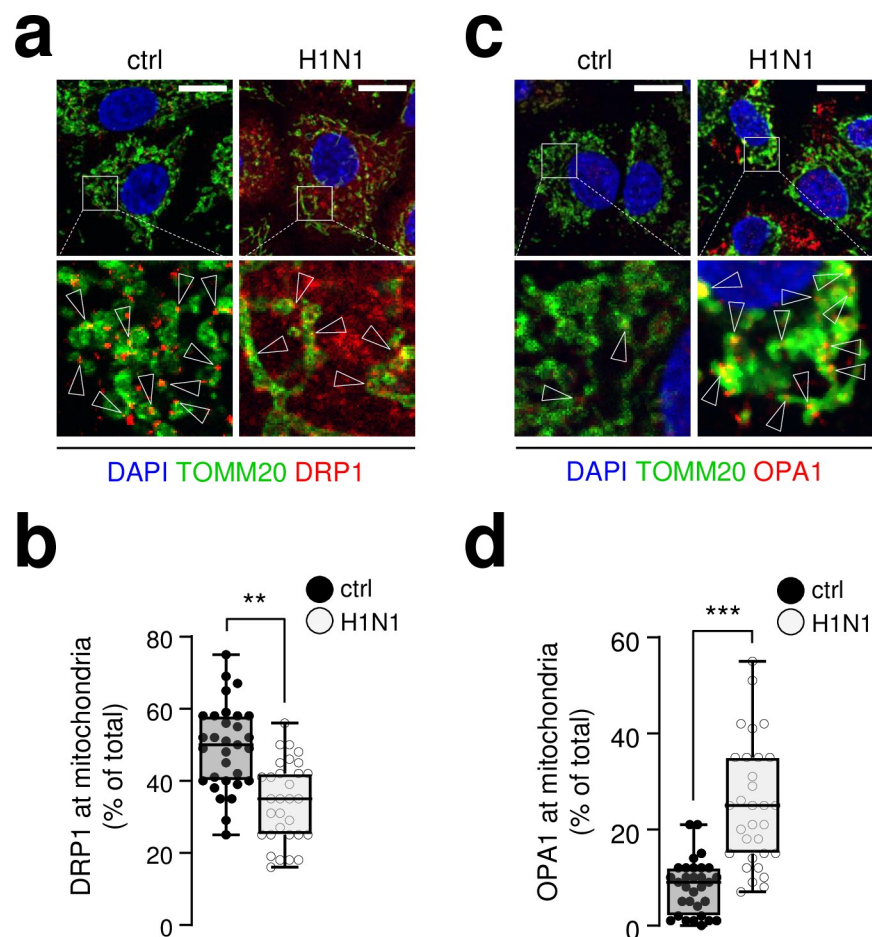 a
ctrl H1N1
DAPI TOMM20 DRP1
c
ctrl H1N1
DAPI TOMM20 OPA1
b
ctrl
H1N1
**
DRP1 at mitochondria
(% of total)
80
60
40
20
0
d
ctrl
H1N1
***
OPA1 at mitochondria
(% of total)
60
40
20
0